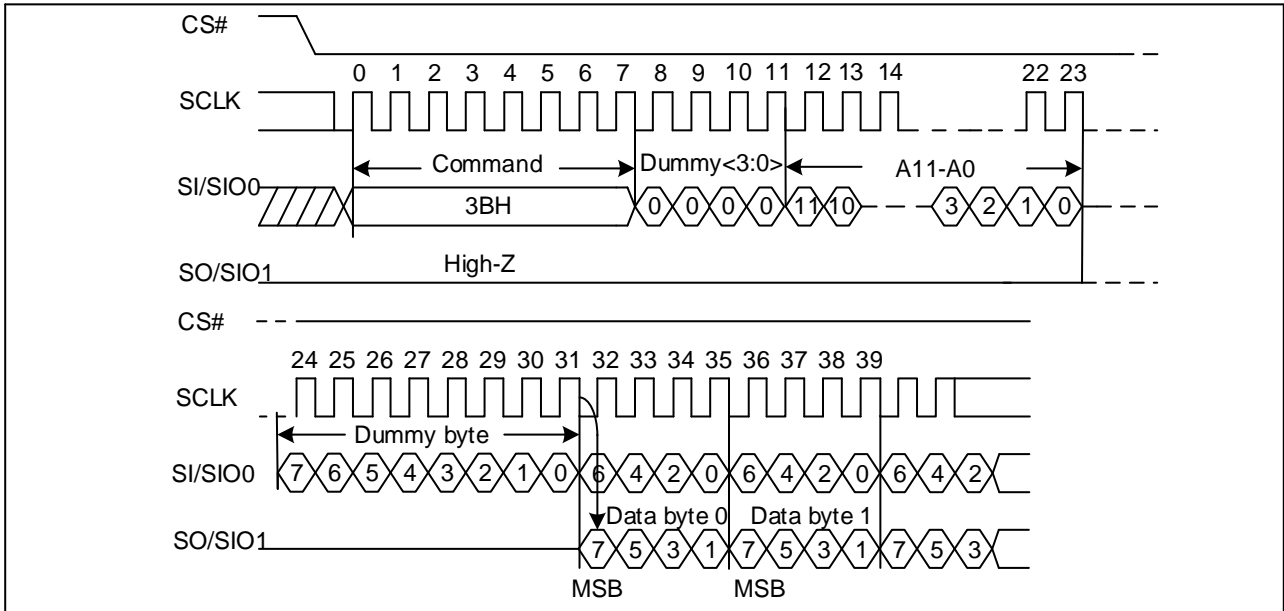 CS#
0 1 2 3 4 5 6 7 8 9 10 11 12 13 14 22 23
SCLK
Command Dummy<3:0> A11-A0
SI/SIO0
3BH 0 0 0 0 11 10 3 2 1 0
High-Z
SO/SIO1
CS#
24 25 26 27 28 29 30 31 32 33 34 35 36 37 38 39
SCLK
Dummy byte
SI/SIO0 7 6 5 4 3 2 1 0 6 4 2 0 6 4 2 0 6 4 2
Data byte 0 Data byte 1
SO/SIO1 7 5 3 1 7 5 3 1 7 5 3
MSB MSB